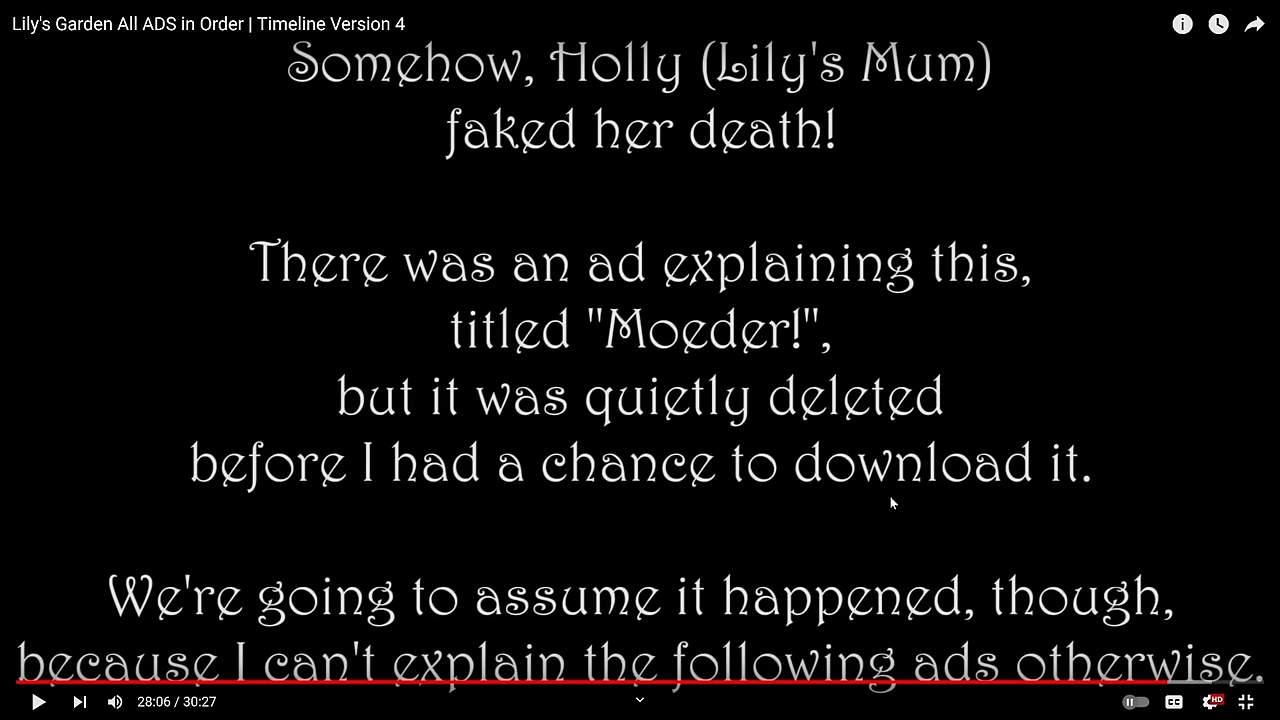 Lily's Garden All ADS in Order | Timeline Version 4
Somehow, Holly (Lily's Mum)
faked her death!
There was an ad explaining this,
titled "Moeder!",
but it was quietly deleted
before I had a chance to download it.
We're going to assume it happened, though,
because I can't explain the following ads otherwise.
28:06 / 30:27
CC
HD